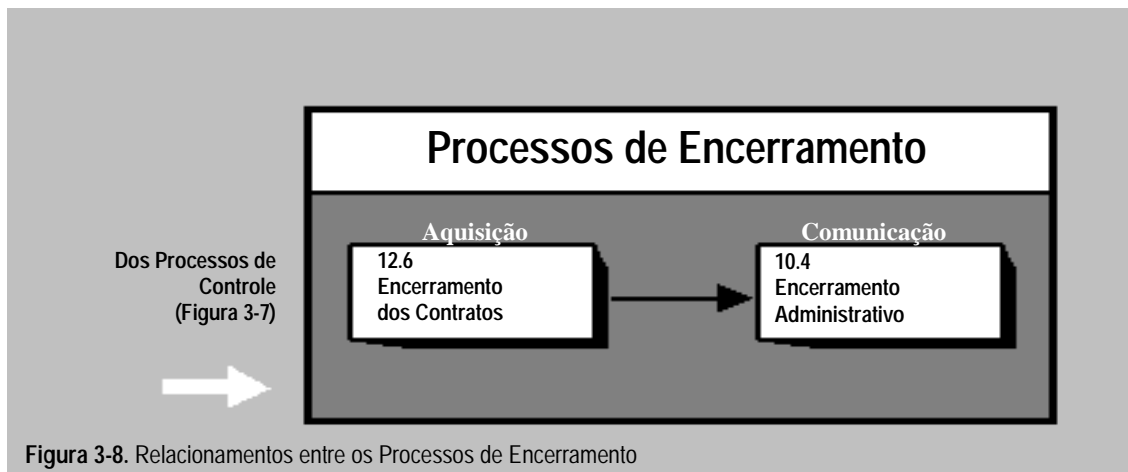 Processos de Encerramento
Aquisição
12.6
Encerramento
dos Contratos
Comunicação
10.4
Encerramento
Administrativo
Dos Processos de
Controle
(Figura 3-7)
Figura 3-8. Relacionamentos entre os Processos de Encerramento